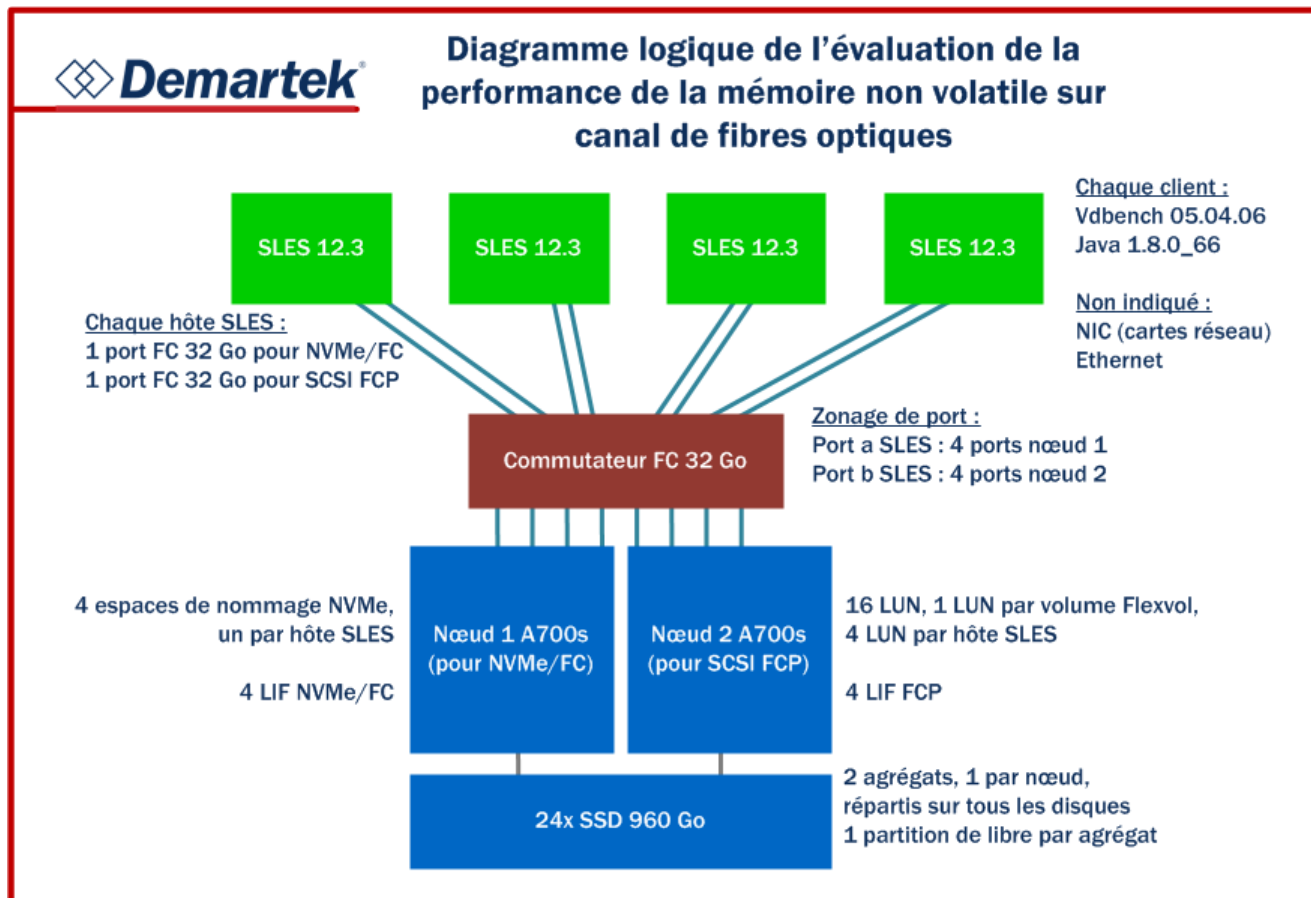 Demartek®
Diagramme logique de l’évaluation de la
performance de la mémoire non volatile sur
canal de fibres optiques
SLES 12.3
SLES 12.3
SLES 12.3
SLES 12.3
Chaque client :
Vdbench 05.04.06
Java 1.8.0_66
Non indiqué :
NIC (cartes réseau)
Ethernet
Chaque hôte SLES :
1 port FC 32 Go pour NVMe/FC
1 port FC 32 Go pour SCSI FCP
Commutateur FC 32 Go
Zonage de port :
Port a SLES : 4 ports nœud 1
Port b SLES : 4 ports nœud 2
4 espaces de nommage NVMe,
un par hôte SLES
4 LIF NVMe/FC
Nœud 1 A700s
(pour NVMe/FC)
Nœud 2 A700s
(pour SCSI FCP)
16 LUN, 1 LUN par volume Flexvol,
4 LUN par hôte SLES
4 LIF FCP
24x SSD 960 Go
2 agrégats, 1 par nœud,
répartis sur tous les disques
1 partition de libre par agrégat